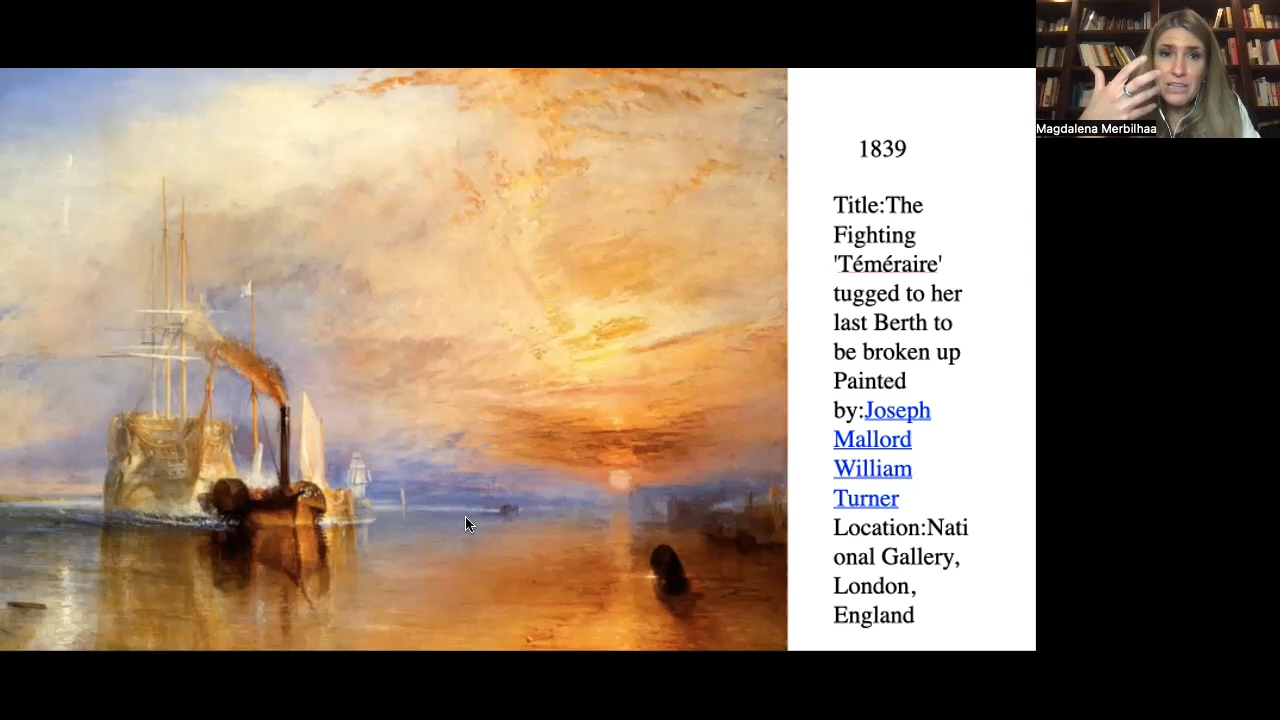 1839
Title:The
Fighting
'Téméraire'
tugged to her
last Berth to
be broken up
Painted
by:Joseph
Mallord
William
Turner
Location:Nati
onal Gallery,
London,
England
Magdalena Merbilhaa